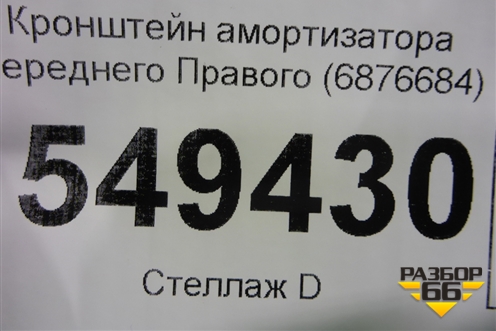 Кронштейн амортизатора
ереднего Правого (6876684)
549430
Стеллаж D
РАЗБОР
66